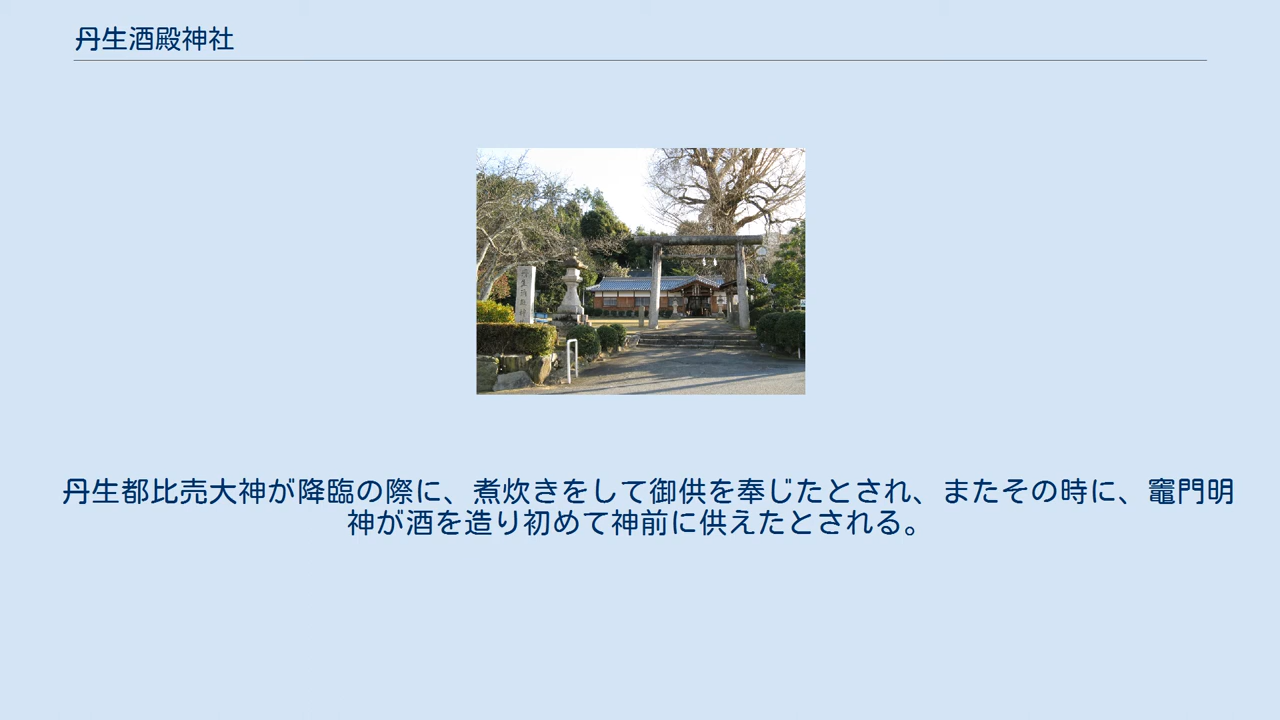 丹生酒殿神社
丹生都比売大神が降臨の際に、煮炊きをして御供を奉じたとされ、またその時に、竈門明
神が酒を造り初めて神前に供えたとされる。